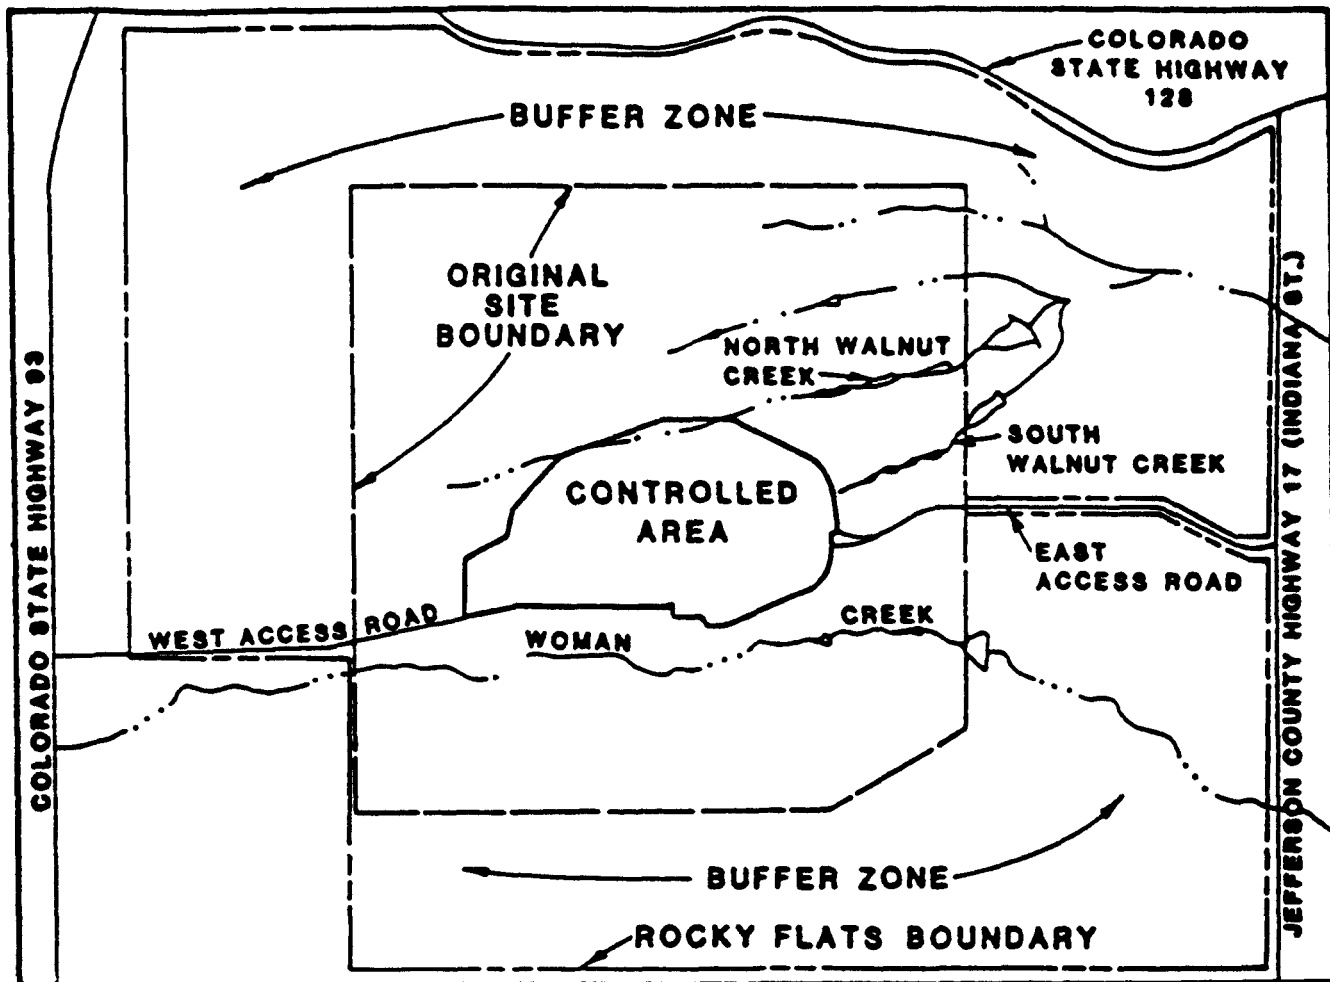 COLORADO
STATE HIGHWAY
128
BUFFER ZONE
ORIGINAL
SITE
BOUNDARY
NORTH WALNUT
CREEK
SOUTH
WALNUT CREEK
CONTROLLED
AREA
EAST
ACCESS ROAD
WEST ACCESS ROAD
WOMAN CREEK
BUFFER ZONE
ROCKY FLATS BOUNDARY
COLORADO STATE HIGHWAY 93
JEFFERSON COUNTY HIGHWAY 17 (INDIANA ST.)